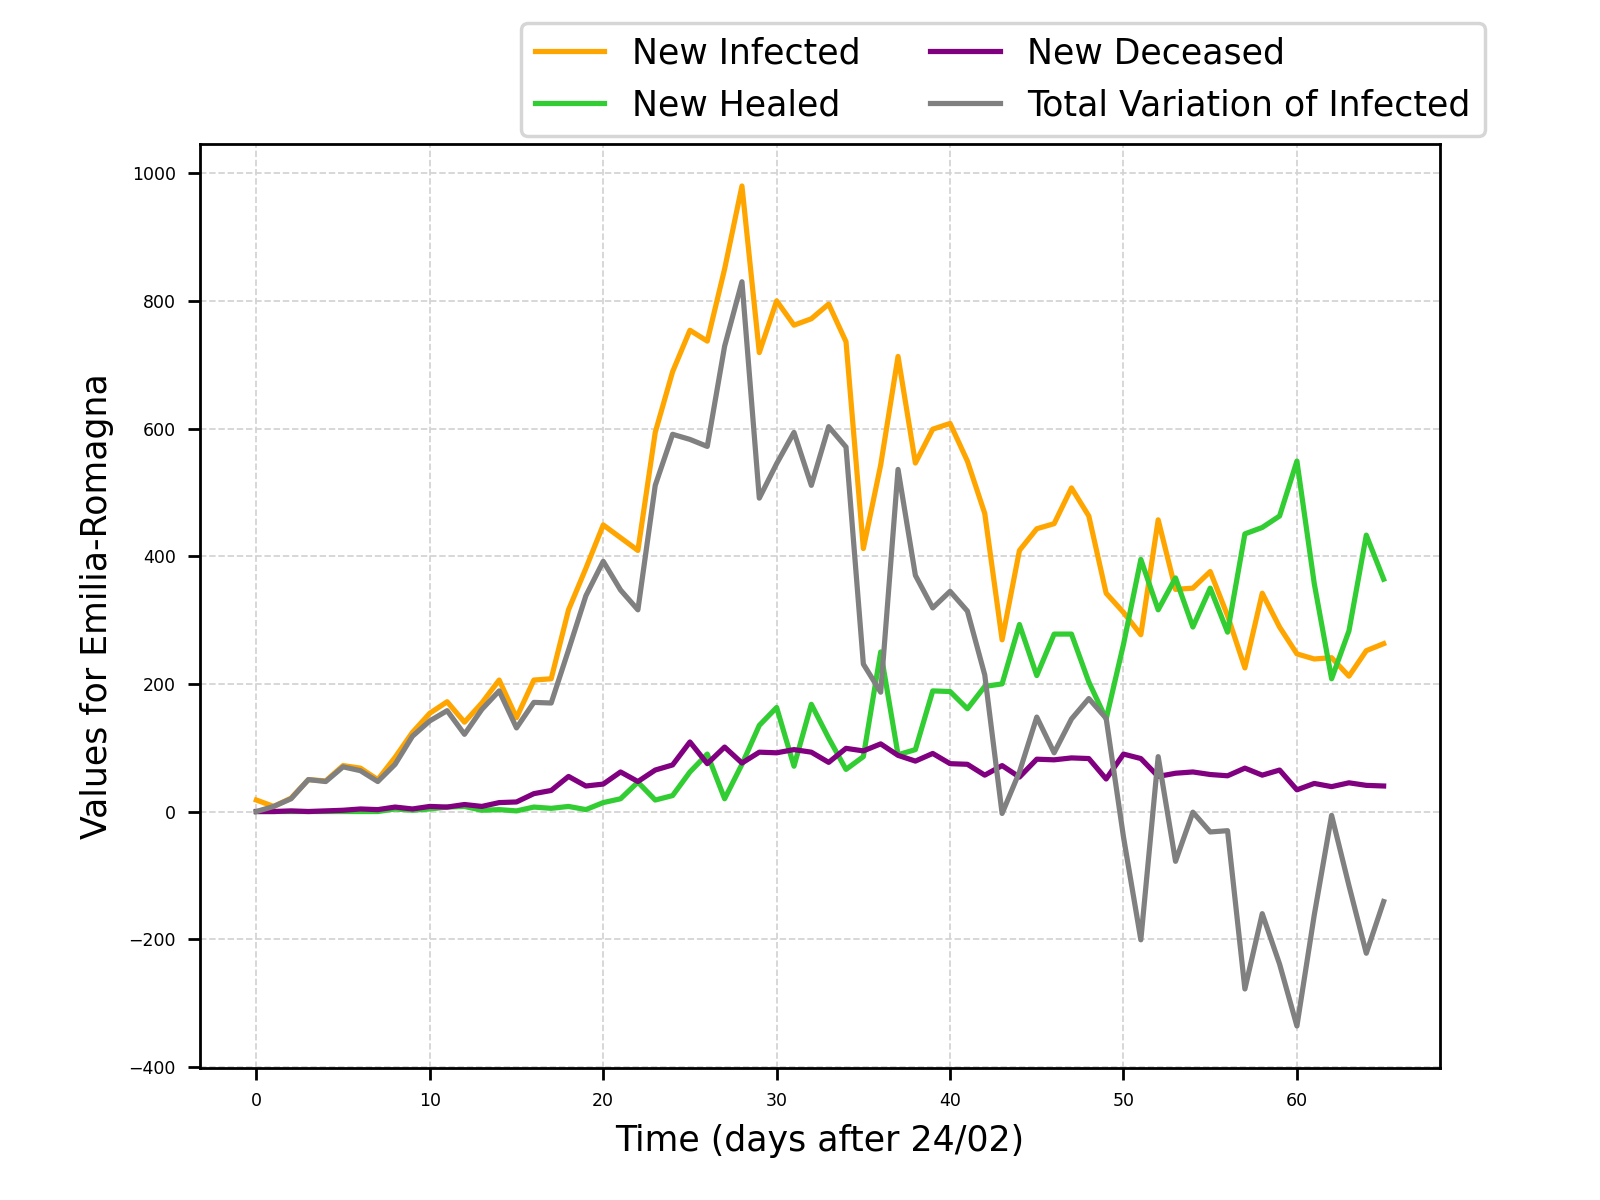 New Infected
New Healed
New Deceased
Total Variation of Infected
Values for Emilia-Romagna
1000
800
600
400
200
0
−200
−400
0 10 20 30 40 50 60
Time (days after 24/02)